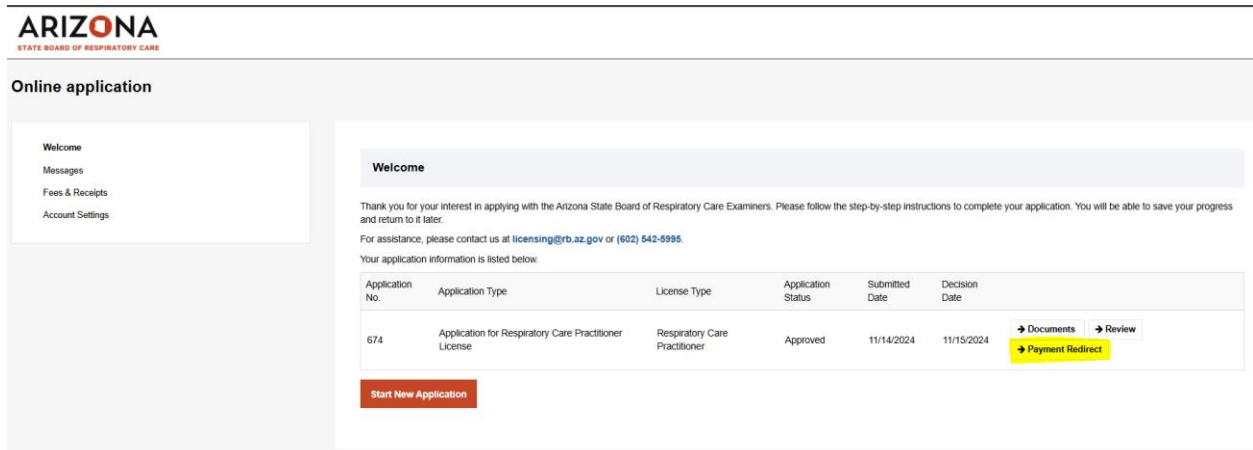 ARIZONA
STATE BOARD OF RESPIRATORY CARE
Online application
Welcome
Messages
Fees & Receipts
Account Settings
Welcome
Thank you for your interest in applying with the Arizona State Board of Respiratory Care Examiners. Please follow the step-by-step instructions to complete your application. You will be able to save your progress
and return to it later.
For assistance, please contact us at licensing@rb.az.gov or (602) 542-5995.
Your application information is listed below.
Application No. Application Type License Type Application Status Submitted Date Decision Date
674 Application for Respiratory Care Practitioner License Respiratory Care Practitioner Approved 11/14/2024 11/15/2024 → Documents → Review
→ Payment Redirect
Start New Application